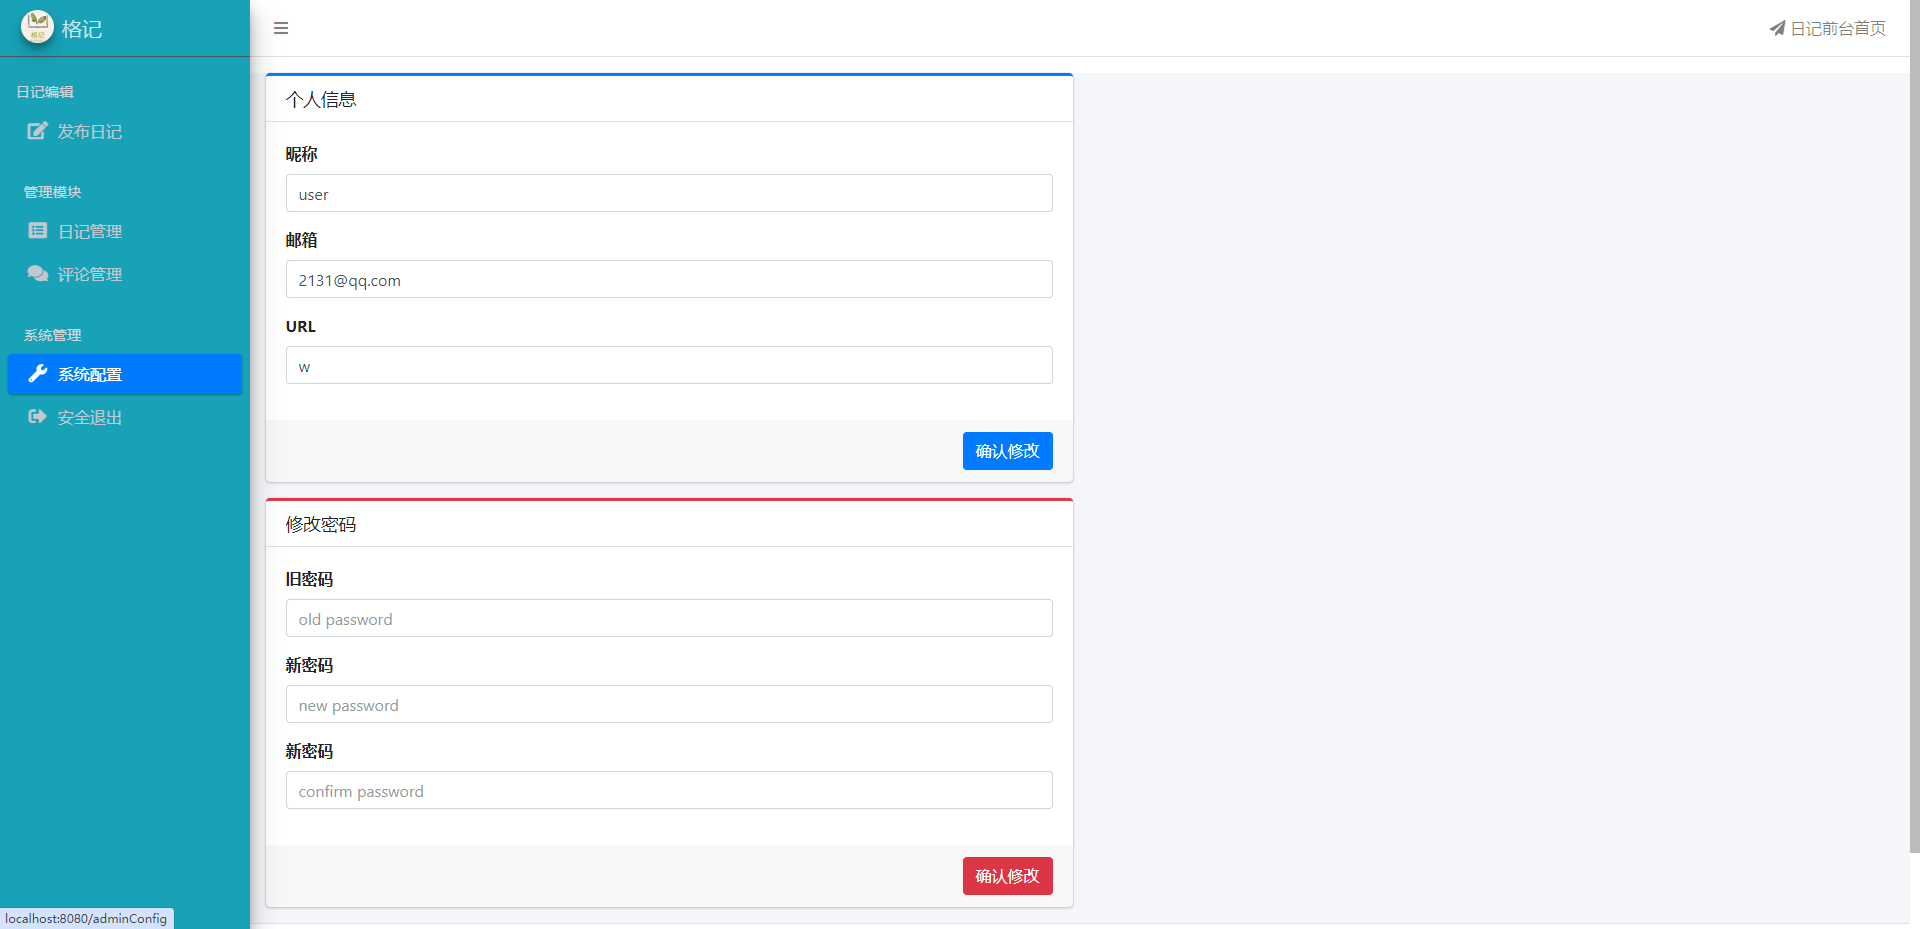 格记
日记前台首页
日记编辑
发布日记
管理模块
日记管理
评论管理
系统管理
系统配置
安全退出
个人信息
昵称
user
邮箱
2131@qq.com
URL
w
确认修改
修改密码
旧密码
old password
新密码
new password
新密码
confirm password
确认修改
localhost:8080/adminConfig